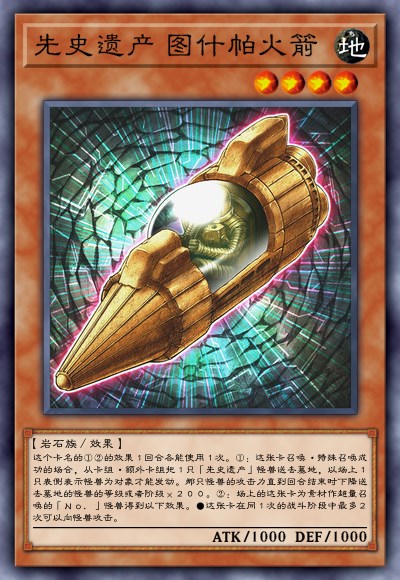 先史遗产 图什帕火箭
地
【岩石族/效果】
这个卡名的①②的效果1回合各能使用1次。①：这张卡召唤·特殊召唤成
功的场合，从卡组·额外卡组把1只「先史遗产」怪兽送去墓地，以场上1
只表侧表示怪兽为对象才能发动。那只怪兽的攻击力直到回合结束时下降送
去墓地的怪兽的等级或者阶级×200。②：场上的这张卡为素材作超量召
唤的「No.」怪兽得到以下效果。●这张卡在同1次的战斗阶段中最多2
次可以向怪兽攻击。
ATK/1000 DEF/1000